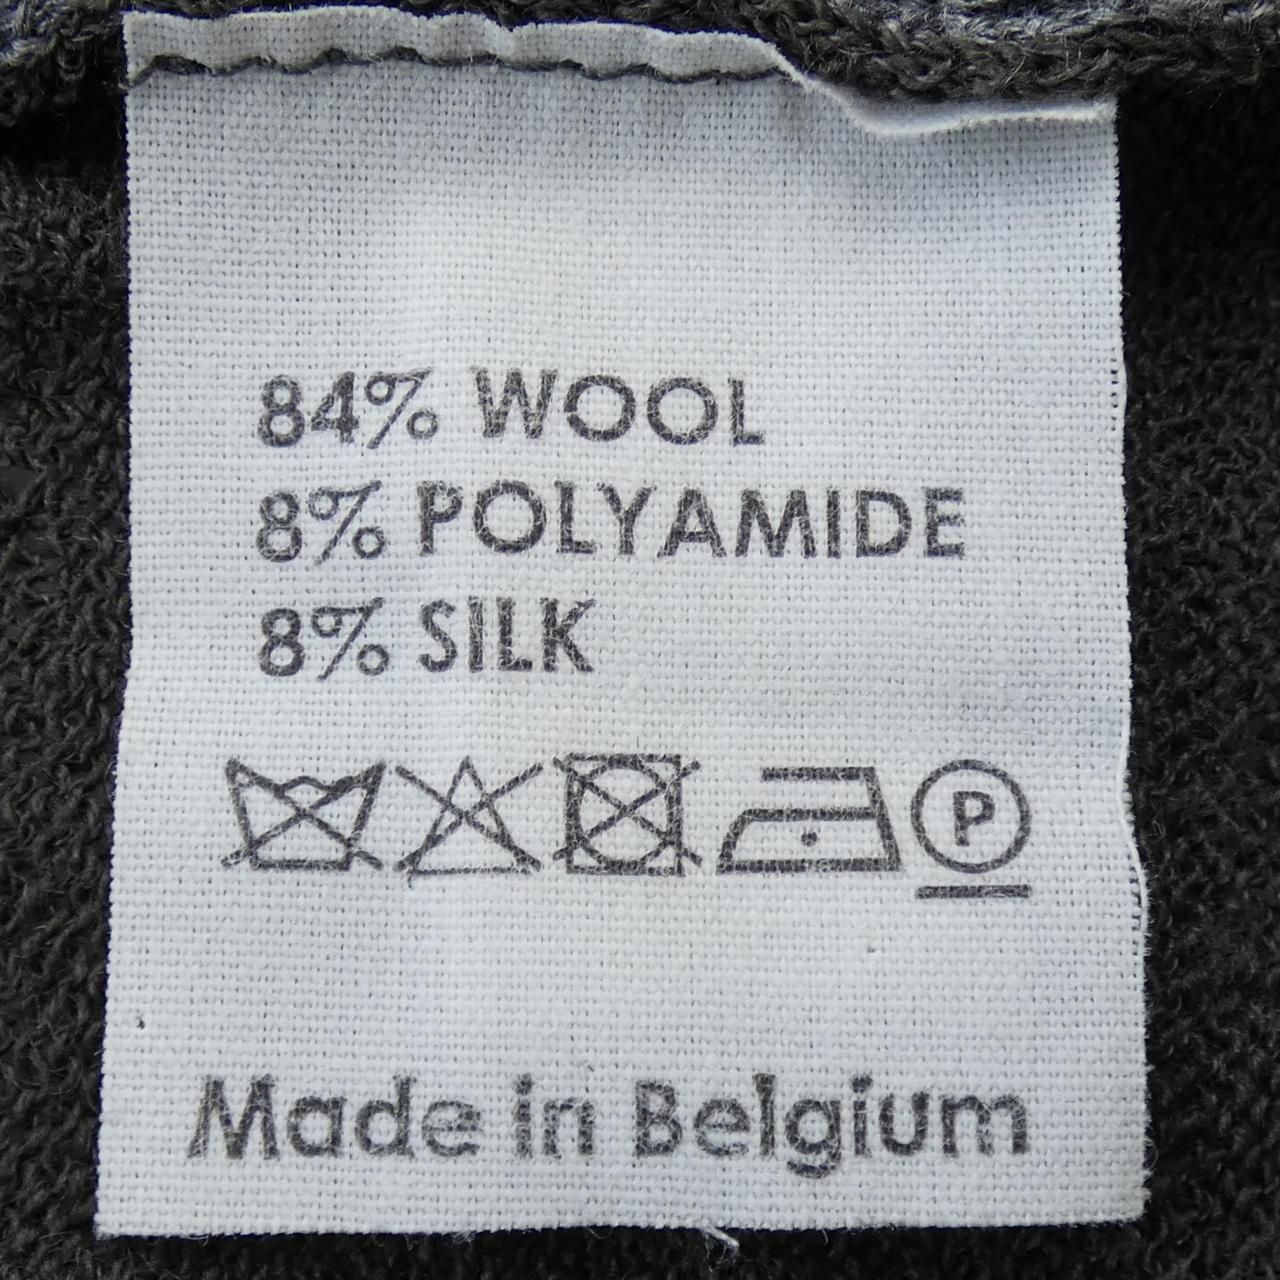 84% WOOL
8% POLYAMIDE
8% SILK
P
Made in Belgium